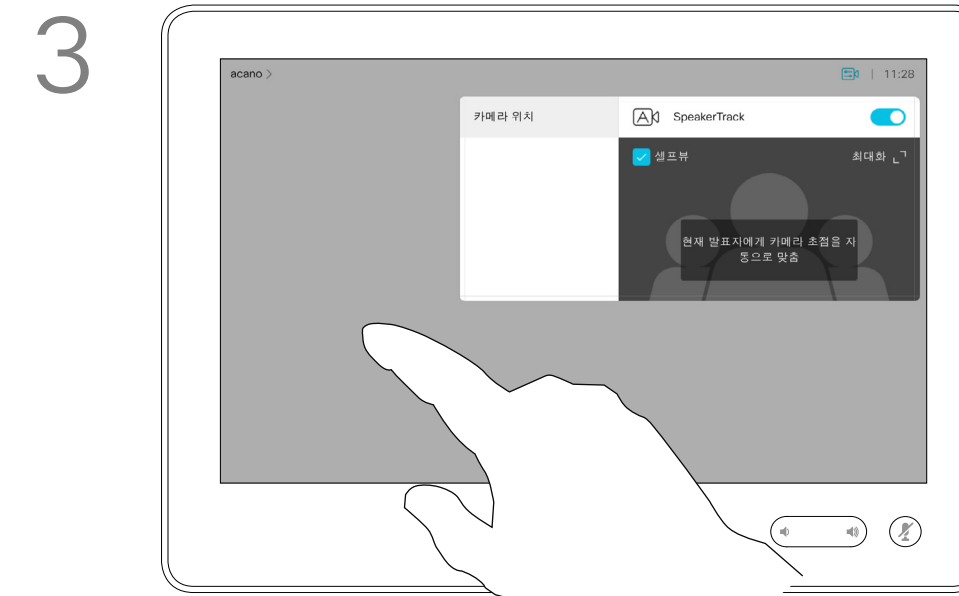 3
acano >
11:28
카메라 위치
SpeakerTrack
셀프뷰
최대화
현재 발표자에게 카메라 초점을 자
동으로 맞춤